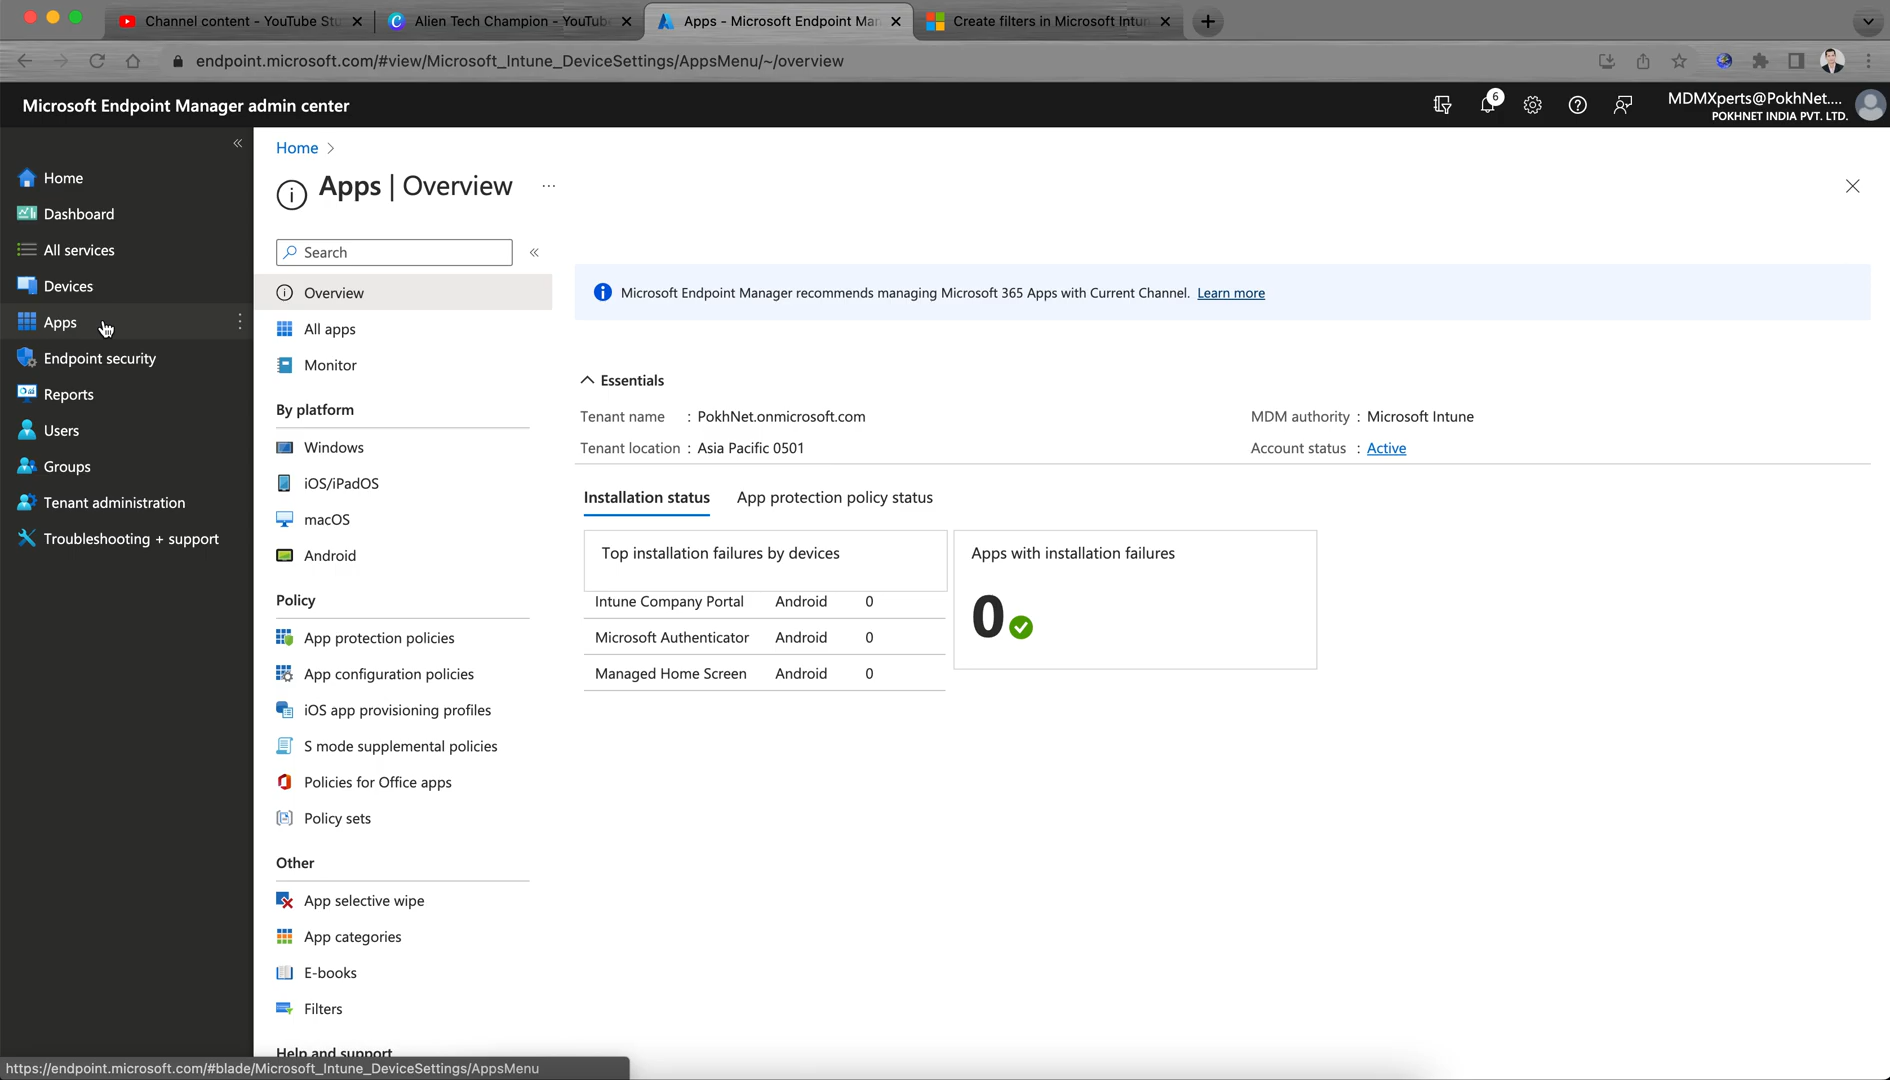 Channel content - YouTube Stu
Alien Tech Champion - YouTube
Apps - Microsoft Endpoint Man
Create filters in Microsoft Intun
endpoint.microsoft.com/#view/Microsoft_Intune_DeviceSettings/AppsMenu/~/overview
Microsoft Endpoint Manager admin center
6
MDMXperts@PokhNet....
POKHNET INDIA PVT. LTD.
Home
Dashboard
All services
Devices
Apps
Endpoint security
Reports
Users
Groups
Tenant administration
Troubleshooting + support
Home
Apps | Overview
Search
Overview
All apps
Monitor
By platform
Windows
iOS/iPadOS
macOS
Android
Policy
App protection policies
App configuration policies
iOS app provisioning profiles
S mode supplemental policies
Policies for Office apps
Policy sets
Other
App selective wipe
App categories
E-books
Filters
Help and support
Microsoft Endpoint Manager recommends managing Microsoft 365 Apps with Current Channel. Learn more
Essentials
Tenant name : PokhNet.onmicrosoft.com
Tenant location : Asia Pacific 0501
MDM authority : Microsoft Intune
Account status : Active
Installation status App protection policy status
Top installation failures by devices
Intune Company Portal Android 0
Microsoft Authenticator Android 0
Managed Home Screen Android 0
Apps with installation failures
0
https://endpoint.microsoft.com/#blade/Microsoft_Intune_DeviceSettings/AppsMenu